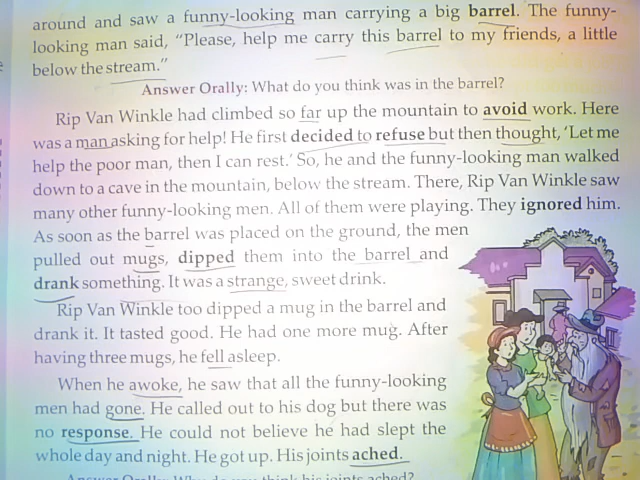 around and saw a funny-looking man carrying a big barrel. The funny-
looking man said, “Please, help me carry this barrel to my friends, a little
below the stream.”
Answer Orally: What do you think was in the barrel?
Rip Van Winkle had climbed so far up the mountain to avoid work. Here
was a man asking for help! He first decided to refuse but then thought, ‘Let me
help the poor man, then I can rest.’ So, he and the funny-looking man walked
down to a cave in the mountain, below the stream. There, Rip Van Winkle saw
many other funny-looking men. All of them were playing. They ignored him.
As soon as the barrel was placed on the ground, the men
pulled out mugs, dipped them into the barrel and
drank something. It was a strange, sweet drink.
Rip Van Winkle too dipped a mug in the barrel and
drank it. It tasted good. He had one more mug. After
having three mugs, he fell asleep.
When he awoke, he saw that all the funny-looking
men had gone. He called out to his dog but there was
no response. He could not believe he had slept the
whole day and night. He got up. His joints ached.
Answer Orally: Why do you think his joints ached?